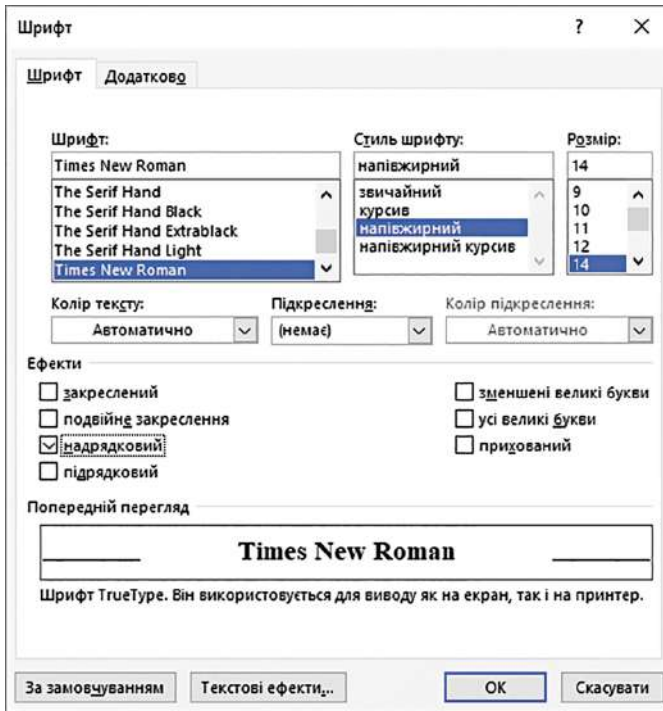 Шрифт ? ×
Шрифт Додатково
Шрифт: Стиль шрифту: Розмір:
Times New Roman напівжирний 14
The Serif Hand звичайний 9
The Serif Hand Black курсив 10
The Serif Hand Extrablack напівжирний 11
The Serif Hand Light напівжирний курсив 12
Times New Roman 14
Колір тексту: Підкреслення: Колір підкреслення:
Автоматично (немає) Автоматично
Ефекти
закреслений зменшені великі букви
подвійне закреслення усі великі букви
надрядковий прихований
підрядковий
Попередній перегляд
Times New Roman
Шрифт TrueType. Він використовується для виводу як на екран, так і на принтер.
За замовчуванням Текстові ефекти... ОК Скасувати